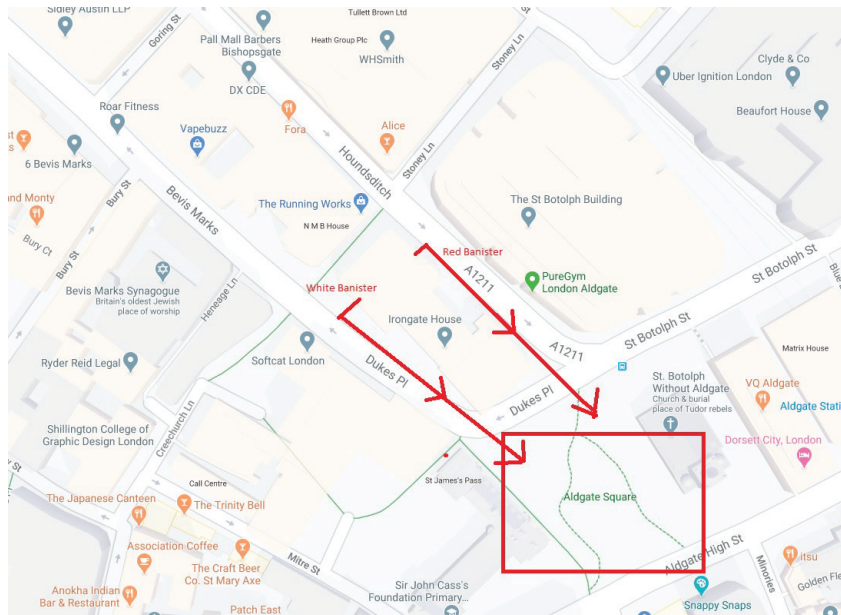 Sidley Austin LLP
Goring St
Pall Mall Barbers
Bishopsgate
DX CDE
Tullett Brown Ltd
Heath Group Plc
WHSmith
Stoney Ln
Uber Ignition London
Clyde & Co
Beaufort House
Roar Fitness
Vapebuzz
Fora
Alice
6 Bevis Marks
Houndsditch
Stoney Ln
Bury St
Bevis Marks
The Running Works
N M B House
The St Botolph Building
and Monty
Bury Ct
Bury St
Red Banister
A1211
St Botolph St
Bevis Marks Synagogue
Britain's oldest Jewish
place of worship
Heneage Ln
White Banister
PureGym
London Aldgate
Irongate House
A1211
St Botolph St
Ryder Reid Legal
Softcat London
Dukes Pl
Matrix House
Dukes Pl
St. Botolph
Without Aldgate
Church & burial
place of Tudor rebels
VQ Aldgate
Aldgate Stati
Creechurch Ln
Shillington College of
Graphic Design London
Dorsett City, London
Call Centre
St James's Pass
The Japanese Canteen
The Trinity Bell
Aldgate Square
Association Coffee
Mitre St
The Craft Beer
Co. St Mary Axe
Aldgate High St
Minories
itsu
Anokha Indian
Bar & Restaurant
Patch East
Sir John Cass's
Foundation Primary...
Snappy Snaps
Golden Fle